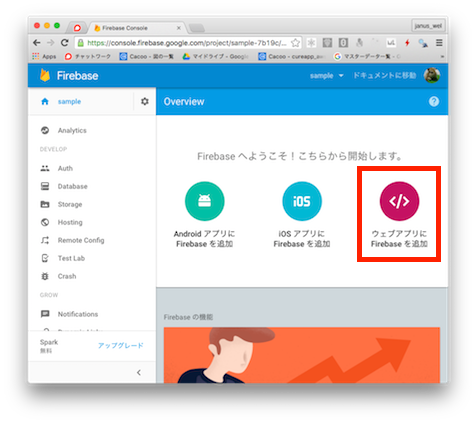 Firebase Console
janus_wel
https://console.firebase.google.com/project/sample-7b19c/
Apps チャットワーク Cacoo - 図の一覧 マイドライブ - Google Cacoo - cureapp_we マスターデータ一覧 - G
Firebase
sample
ドキュメントに移動
sample
Overview
Analytics
DEVELOP
Auth
Database
Storage
Hosting
Remote Config
Test Lab
Crash
GROW
Notifications
Spark
無料
アップグレード
Firebase へようこそ！こちらから開始します。
iOS
Android アプリに
Firebase を追加
iOS アプリに
Firebase を追加
ウェブアプリに
Firebase を追加
Firebase の機能